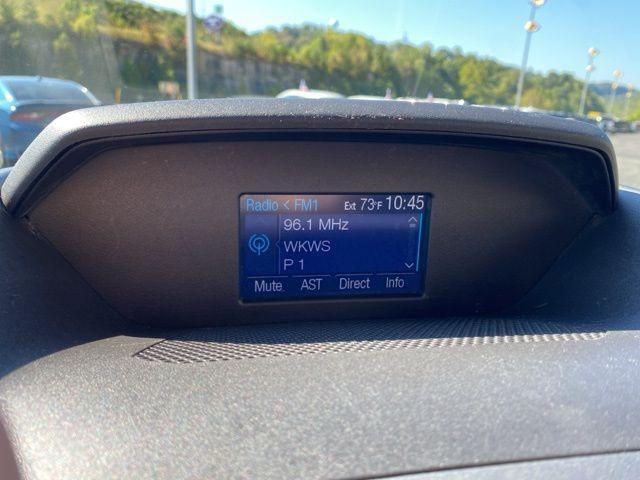 Radio < FM1 Ext 73°F 10:45
96.1 MHz
WKWS
P 1
Mute AST Direct Info